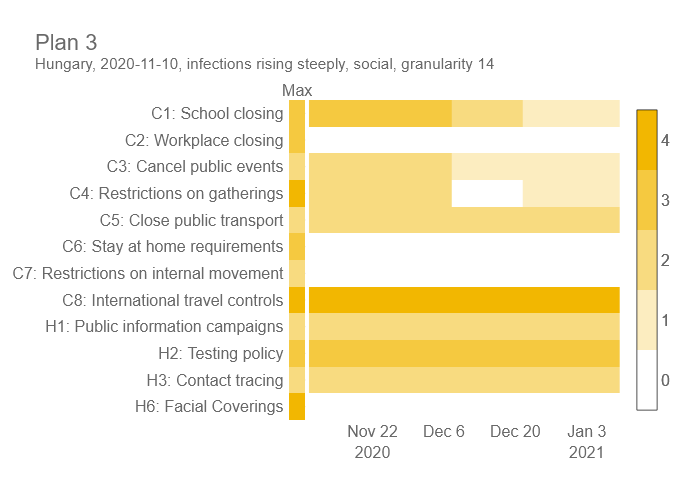 Plan 3
Hungary, 2020-11-10, infections rising steeply, social, granularity 14
Max
C1: School closing
C2: Workplace closing
C3: Cancel public events
C4: Restrictions on gatherings
C5: Close public transport
C6: Stay at home requirements
C7: Restrictions on internal movement
C8: International travel controls
H1: Public information campaigns
H2: Testing policy
H3: Contact tracing
H6: Facial Coverings
4
3
2
1
0
Nov 22 Dec 6 Dec 20 Jan 3
2020 2021